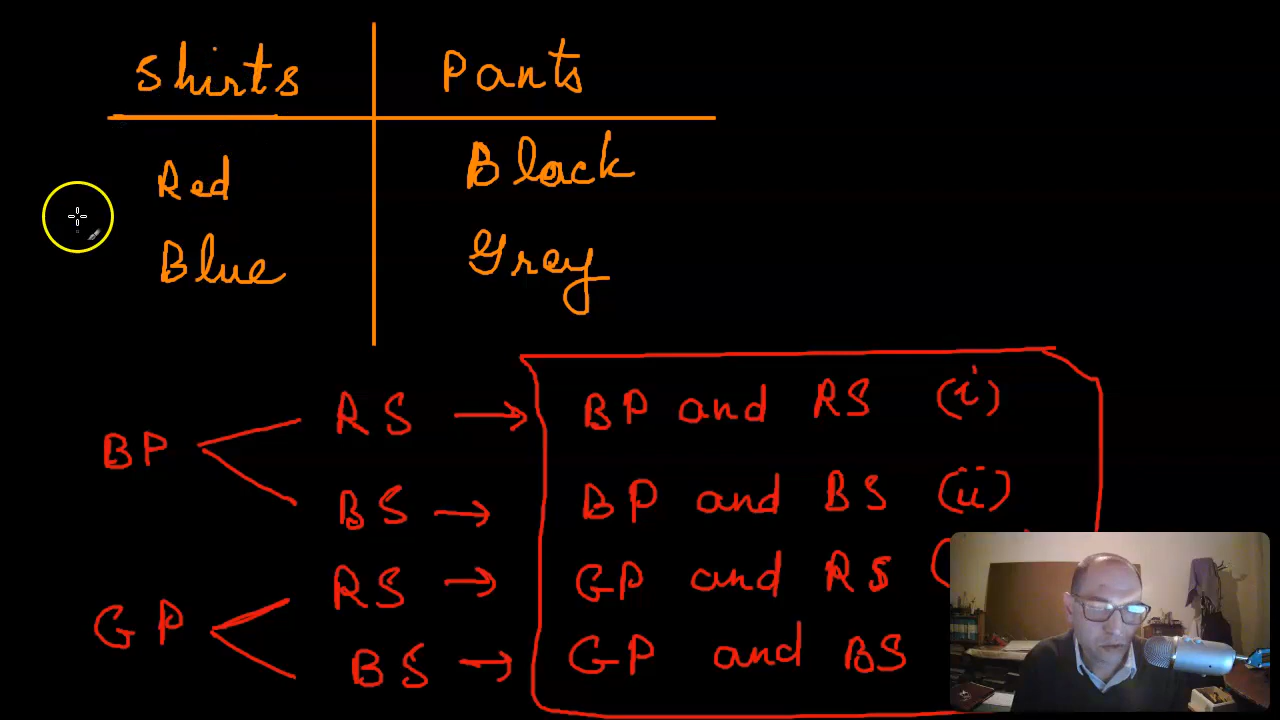 Shirts Pants
Red Black
Blue Grey
RS → BP and RS (i)
BP
BS → BP and BS (ii)
RS → GP and RS
GP
BS → GP and BS